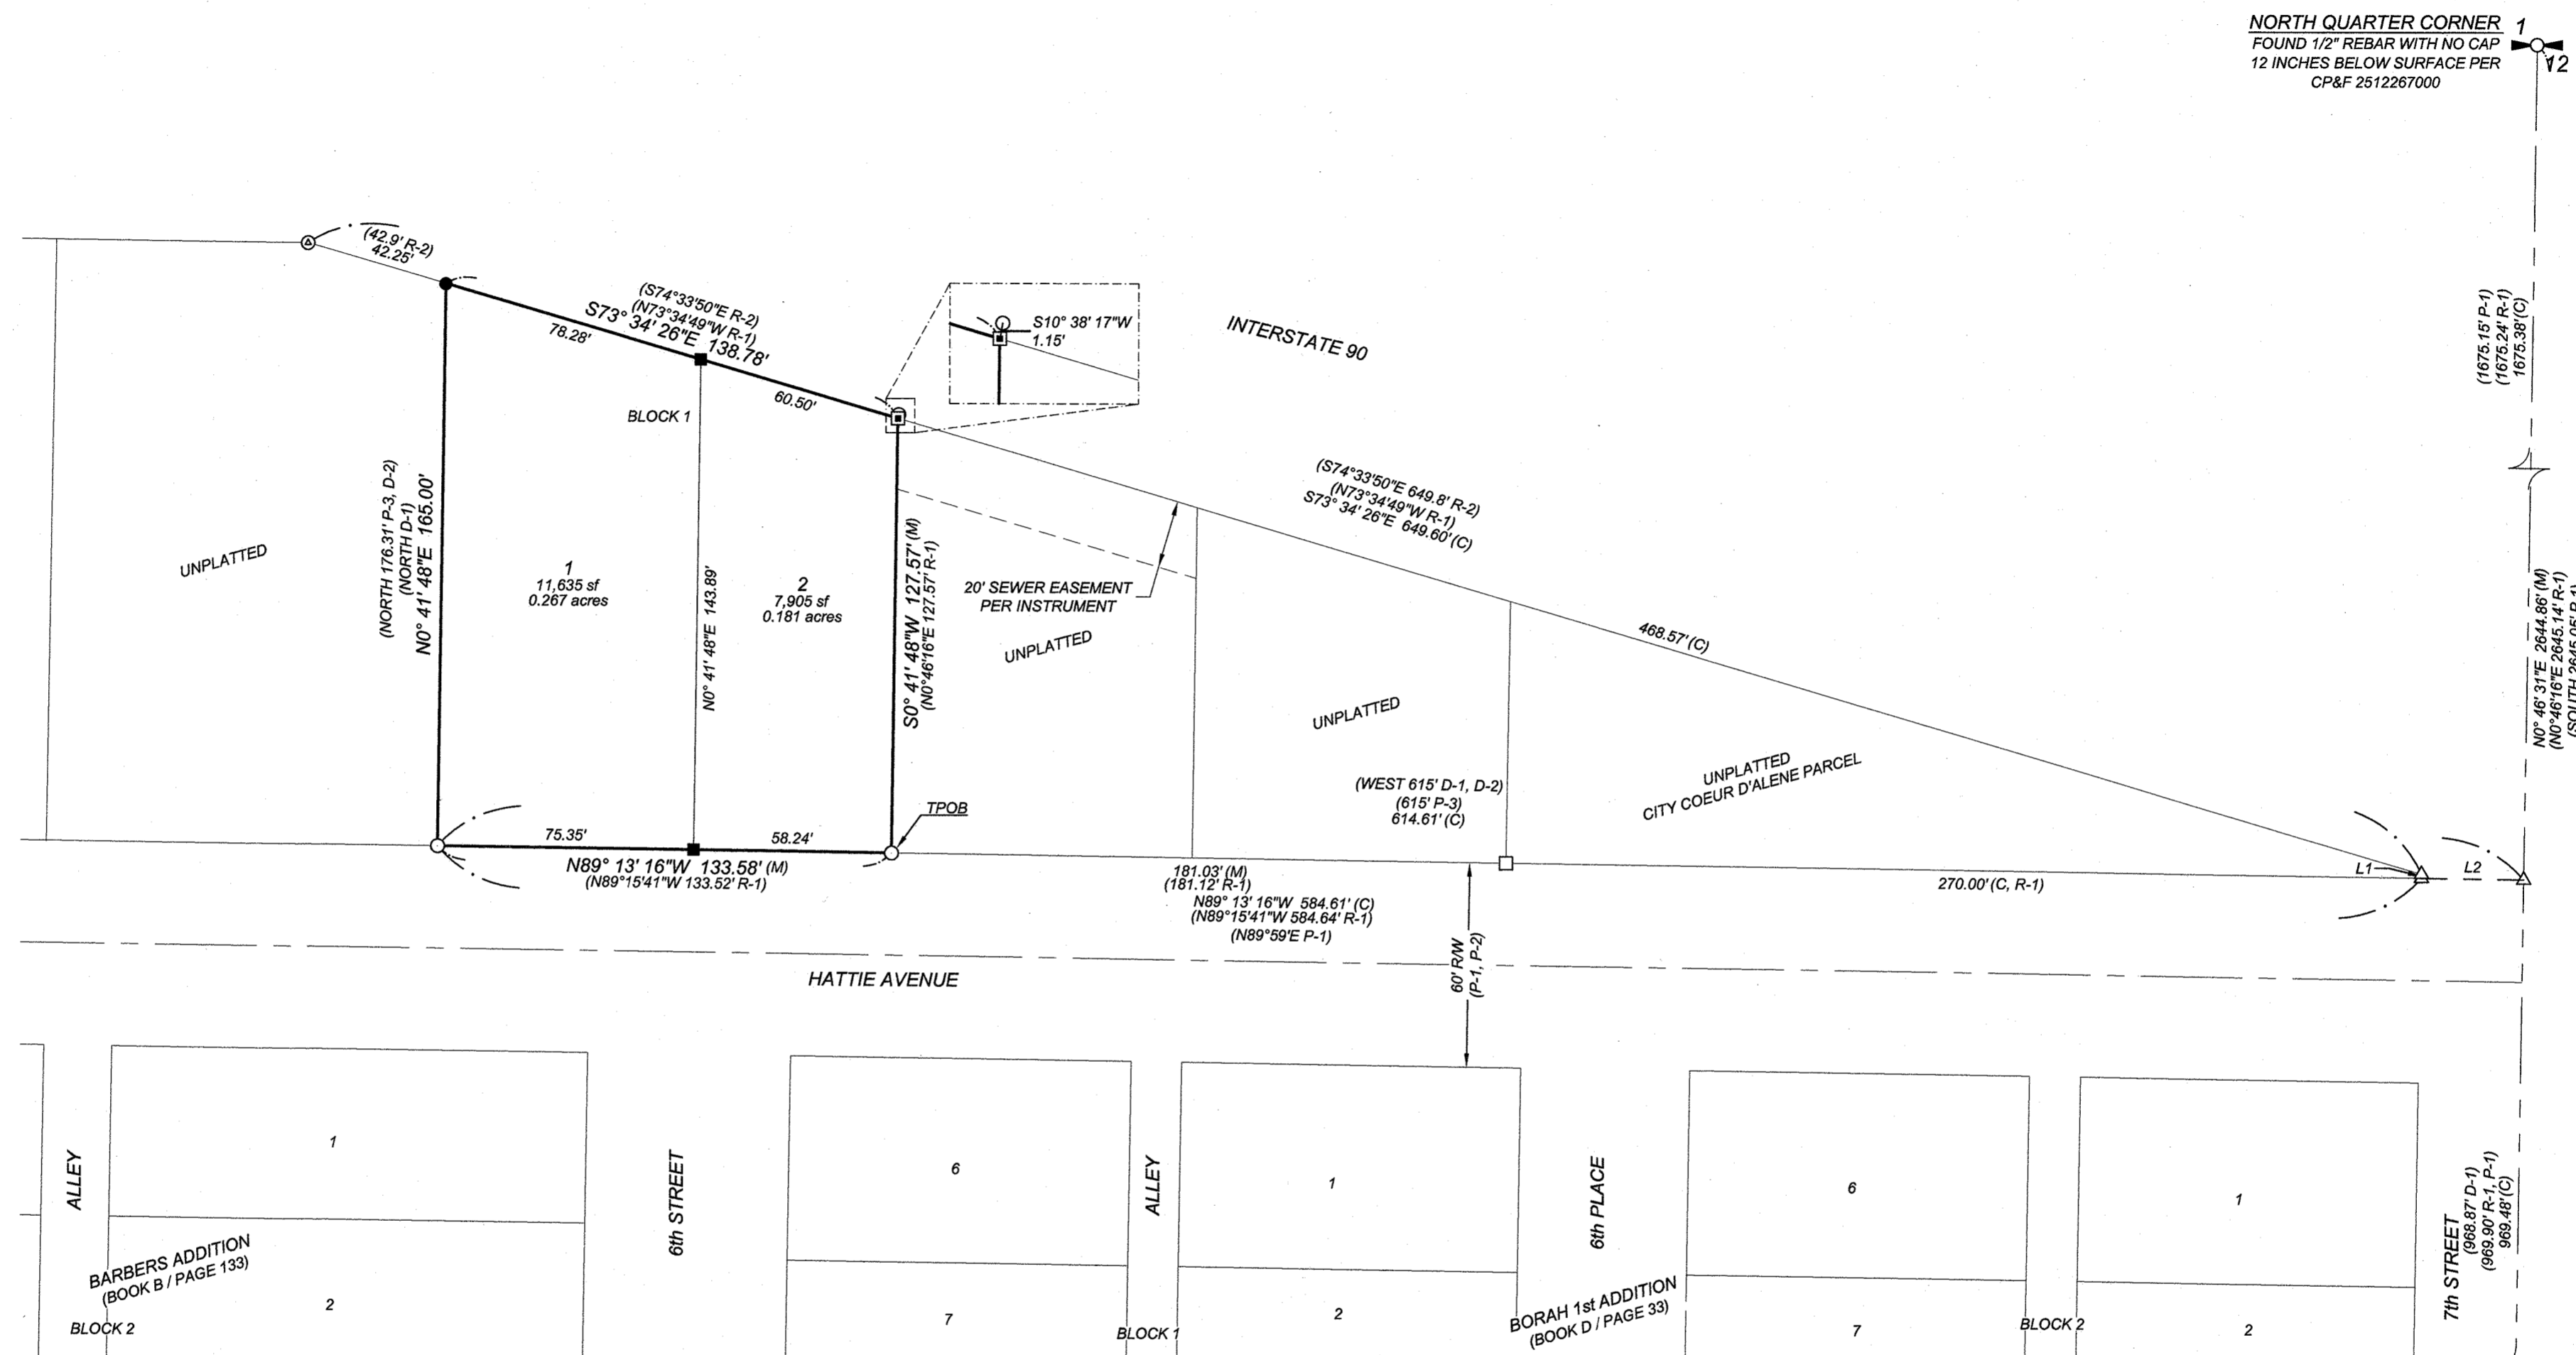 NORTH QUARTER CORNER
FOUND 1/2" REBAR WITH NO CAP
12 INCHES BELOW SURFACE PER
CP&F 2512267000
1
12
(42.9' R-2)
42.25'
(S74°33'50"E R-2)
(N73°34'49"W R-1)
S73° 34' 26"E 138.78'
78.28'
60.50'
BLOCK 1
S10° 38' 17"W
1.15'
INTERSTATE 90
(1675.15' P-1)
(1675.24' R-1)
1675.38' (C)
(S74°33'50"E 649.8' R-2)
(N73°34'49"W R-1)
S73° 34' 26"E 649.60' (C)
468.57' (C)
UNPLATTED
(NORTH 176.31' P-3, D-2)
(NORTH D-1)
N0° 41' 48"E 165.00'
1
11,635 sf
0.267 acres
N0° 41' 48"E 143.89'
2
7,905 sf
0.181 acres
S0° 41' 48"W 127.57' (M)
(N0°46'16"E 127.57' R-1)
20' SEWER EASEMENT
PER INSTRUMENT
UNPLATTED
UNPLATTED
UNPLATTED
CITY COEUR D'ALENE PARCEL
(WEST 615' D-1, D-2)
(615' P-3)
614.61' (C)
N0° 46' 31"E 2644.86' (M)
(N0°46'16"E 2645.14' R-1)
(SOUTH 2645.05' P-1)
TPOB
75.35'
58.24'
N89° 13' 16"W 133.58' (M)
(N89°15'41"W 133.52' R-1)
181.03' (M)
(181.12' R-1)
N89° 13' 16"W 584.61' (C)
(N89°15'41"W 584.64' R-1)
(N89°59'E P-1)
270.00' (C, R-1)
L1
L2
60' R/W
(P-1, P-2)
HATTIE AVENUE
ALLEY
1
6th STREET
6
ALLEY
1
6th PLACE
6
1
7th STREET
(968.87' D-1)
(969.90' R-1, P-1)
969.48' (C)
BARBERS ADDITION
(BOOK B / PAGE 133)
BLOCK 2
2
7
BLOCK 1
2
BORAH 1st ADDITION
(BOOK D / PAGE 33)
7
BLOCK 2
2